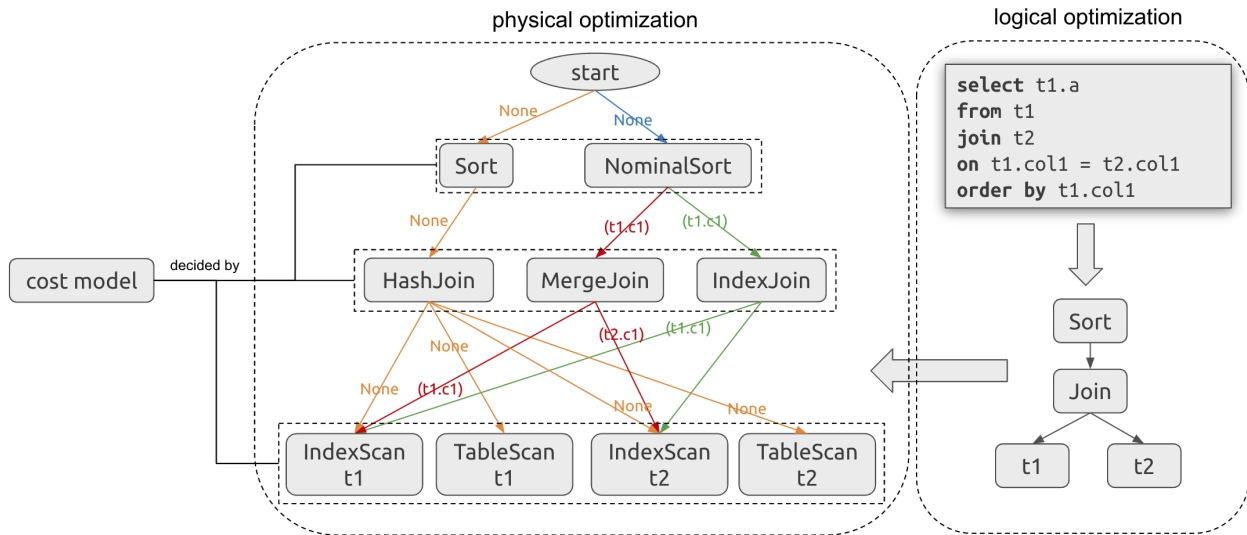 physical optimization
logical optimization
start
select t1.a
from t1
join t2
on t1.col1 = t2.col1
order by t1.col1
None
None
Sort
NominalSort
None
(t1.c1)
(t1.c1)
cost model
decided by
HashJoin
MergeJoin
IndexJoin
Sort
None
(t2.c1)
(t1.c1)
Join
None
(t1.c1)
None
None
IndexScan
t1
TableScan
t1
IndexScan
t2
TableScan
t2
t1
t2